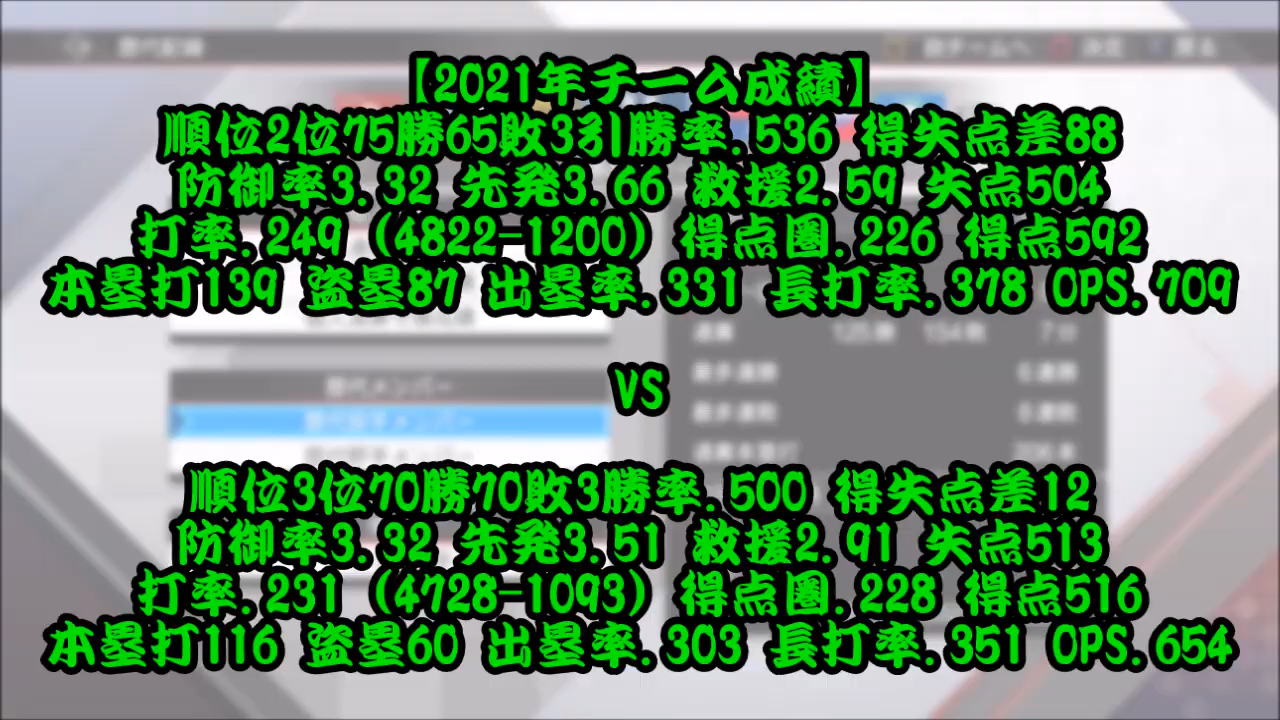 【2021年チーム成績】
順位2位75勝65敗3引勝率.536 得失点差88
防御率3.32 先発3.66 救援2.59 失点504
打率.249 (4822-1200) 得点圏.226 得点592
本塁打139 盗塁87 出塁率.331 長打率.378 OPS.709
VS
順位3位70勝70敗3勝率.500 得失点差12
防御率3.32 先発3.51 救援2.91 失点513
打率.231 (4728-1093) 得点圏.228 得点516
本塁打116 盗塁60 出塁率.303 長打率.351 OPS.654